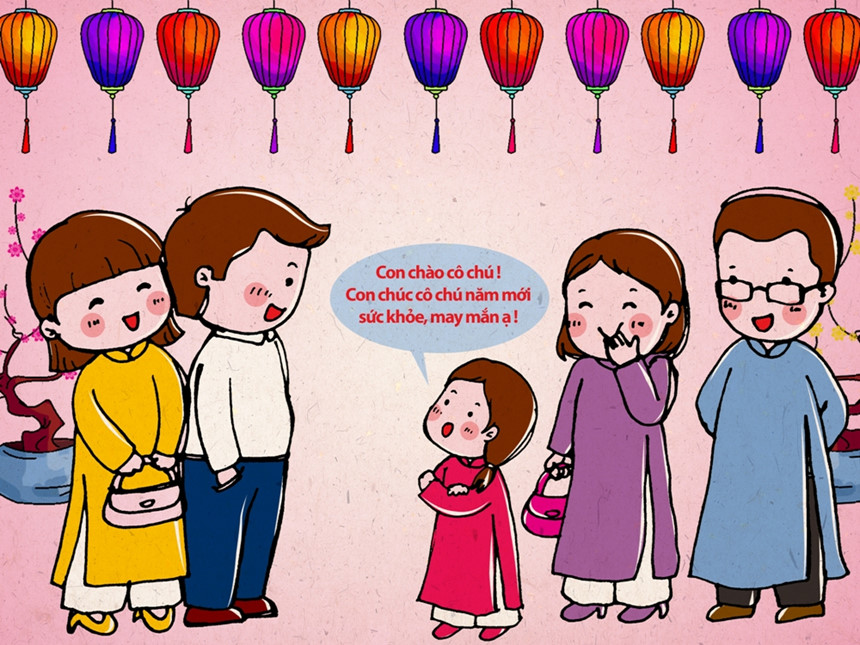 Con chào cô chú !
Con chúc cô chú năm mới
sức khỏe, may mắn ạ !